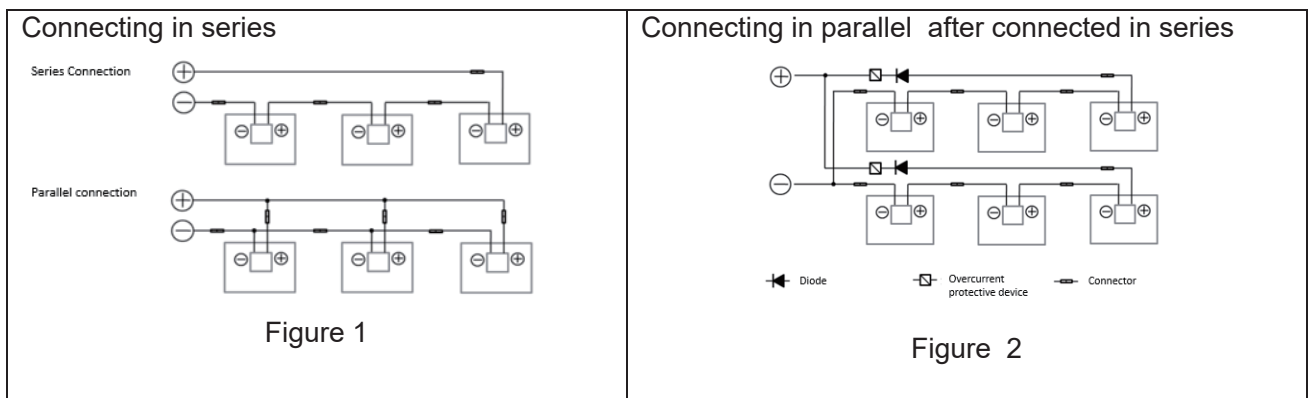 Connecting in series
Series Connection
+
−
− +
− +
− +
Parallel connection
+
−
− +
− +
− +
Figure 1
Connecting in parallel after connected in series
+
− +
− +
− +
−
− +
− +
− +
Diode
Overcurrent
protective device
Connector
Figure 2